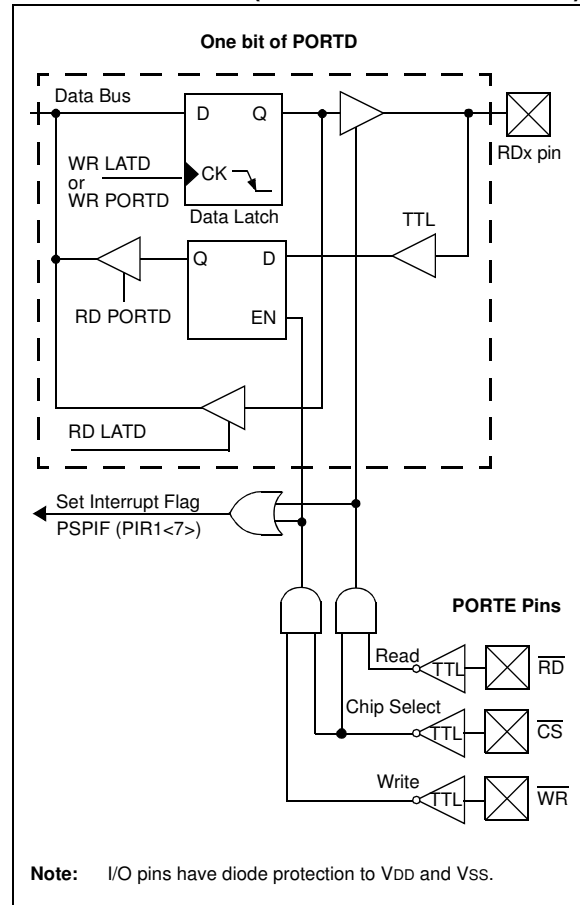 One bit of PORTD
Data Bus
D Q
WR LATD
or
WR PORTD
CK
Data Latch
RDx pin
TTL
Q D
EN
RD PORTD
RD LATD
Set Interrupt Flag
PSPIF (PIR1<7>)
PORTE Pins
Read
TTL
RD
Chip Select
TTL
CS
Write
TTL
WR
Note: I/O pins have diode protection to VDD and VSS.